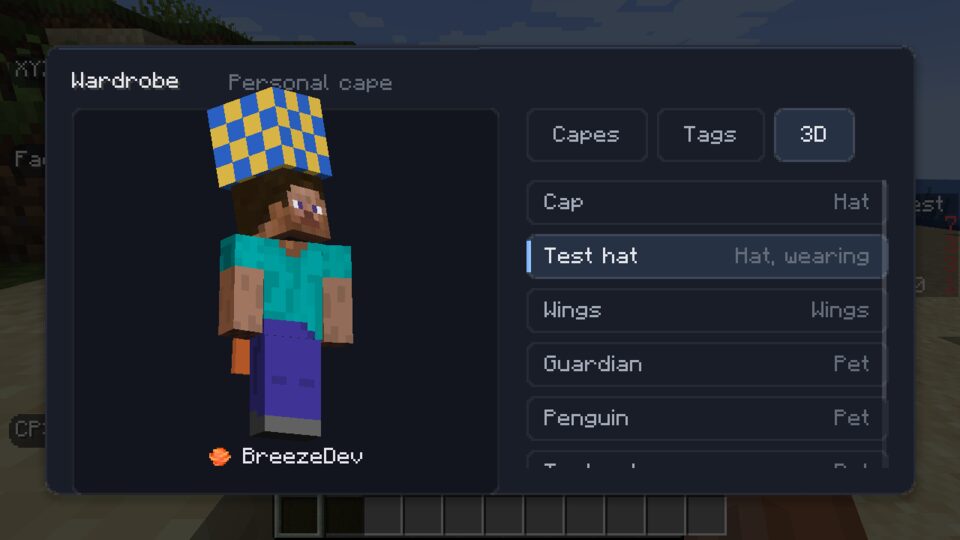 Wardrobe Personal cape
Capes Tags 3D
XYZ
Cap Hat
Test hat Hat, wearing
Wings Wings
Guardian Pet
Penguin Pet
BreezeDev